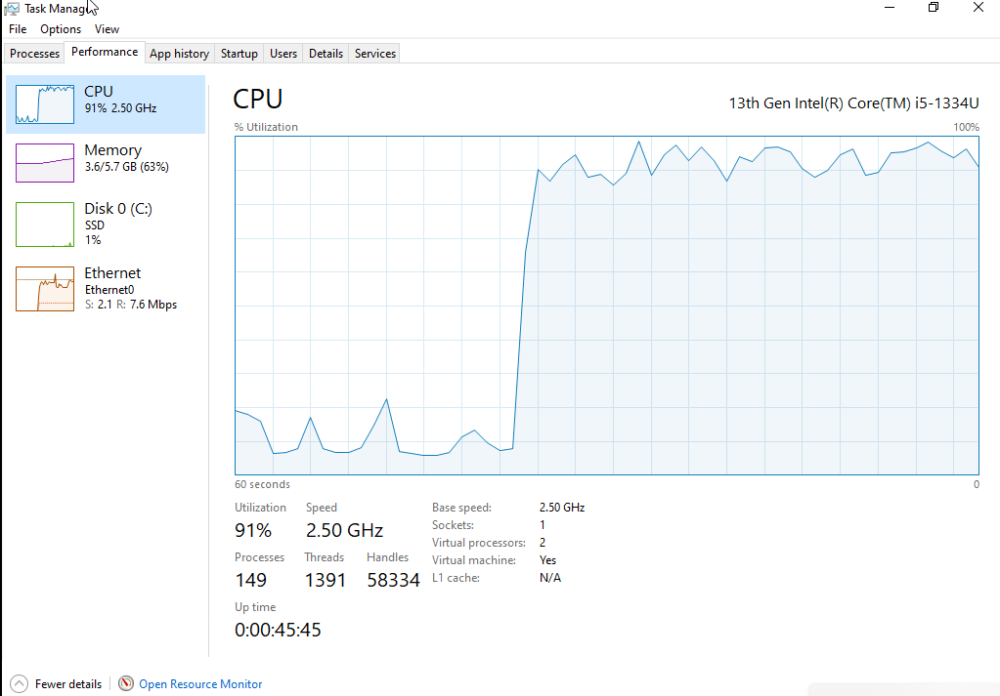 Task Manag
File Options View
Processes Performance App history Startup Users Details Services
CPU
91% 2.50 GHz
Memory
3.6/5.7 GB (63%)
Disk 0 (C:)
SSD
1%
Ethernet
Ethernet0
S: 2.1 R: 7.6 Mbps
CPU
13th Gen Intel(R) Core(TM) i5-1334U
% Utilization
100%
60 seconds
0
Utilization Speed
91% 2.50 GHz
Processes Threads Handles
149 1391 58334
Up time
0:00:45:45
Base speed: 2.50 GHz
Sockets: 1
Virtual processors: 2
Virtual machine: Yes
L1 cache: N/A
Fewer details
Open Resource Monitor